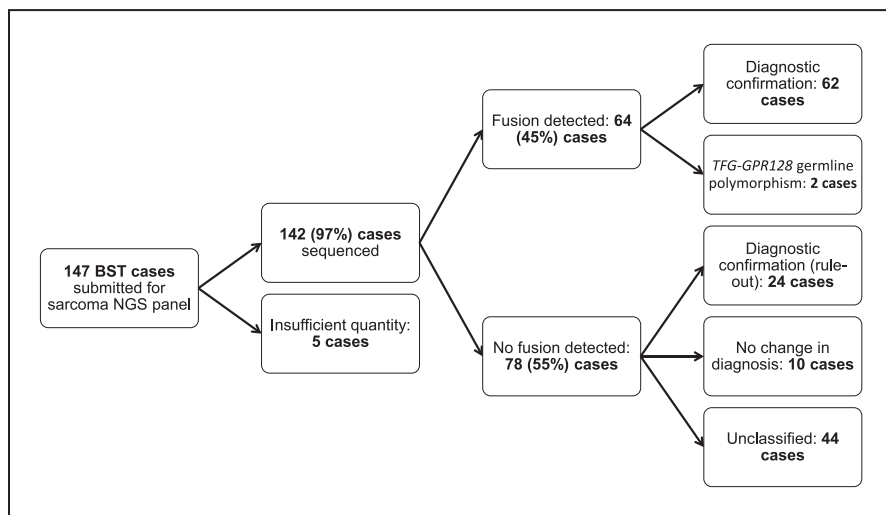 147 BST cases
submitted for
sarcoma NGS panel
142 (97%) cases
sequenced
Insufficient quantity:
5 cases
Fusion detected: 64
(45%) cases
No fusion detected:
78 (55%) cases
Diagnostic
confirmation: 62
cases
TFG-GPR128 germline
polymorphism: 2 cases
Diagnostic
confirmation (rule-
out): 24 cases
No change in
diagnosis: 10 cases
Unclassified: 44
cases